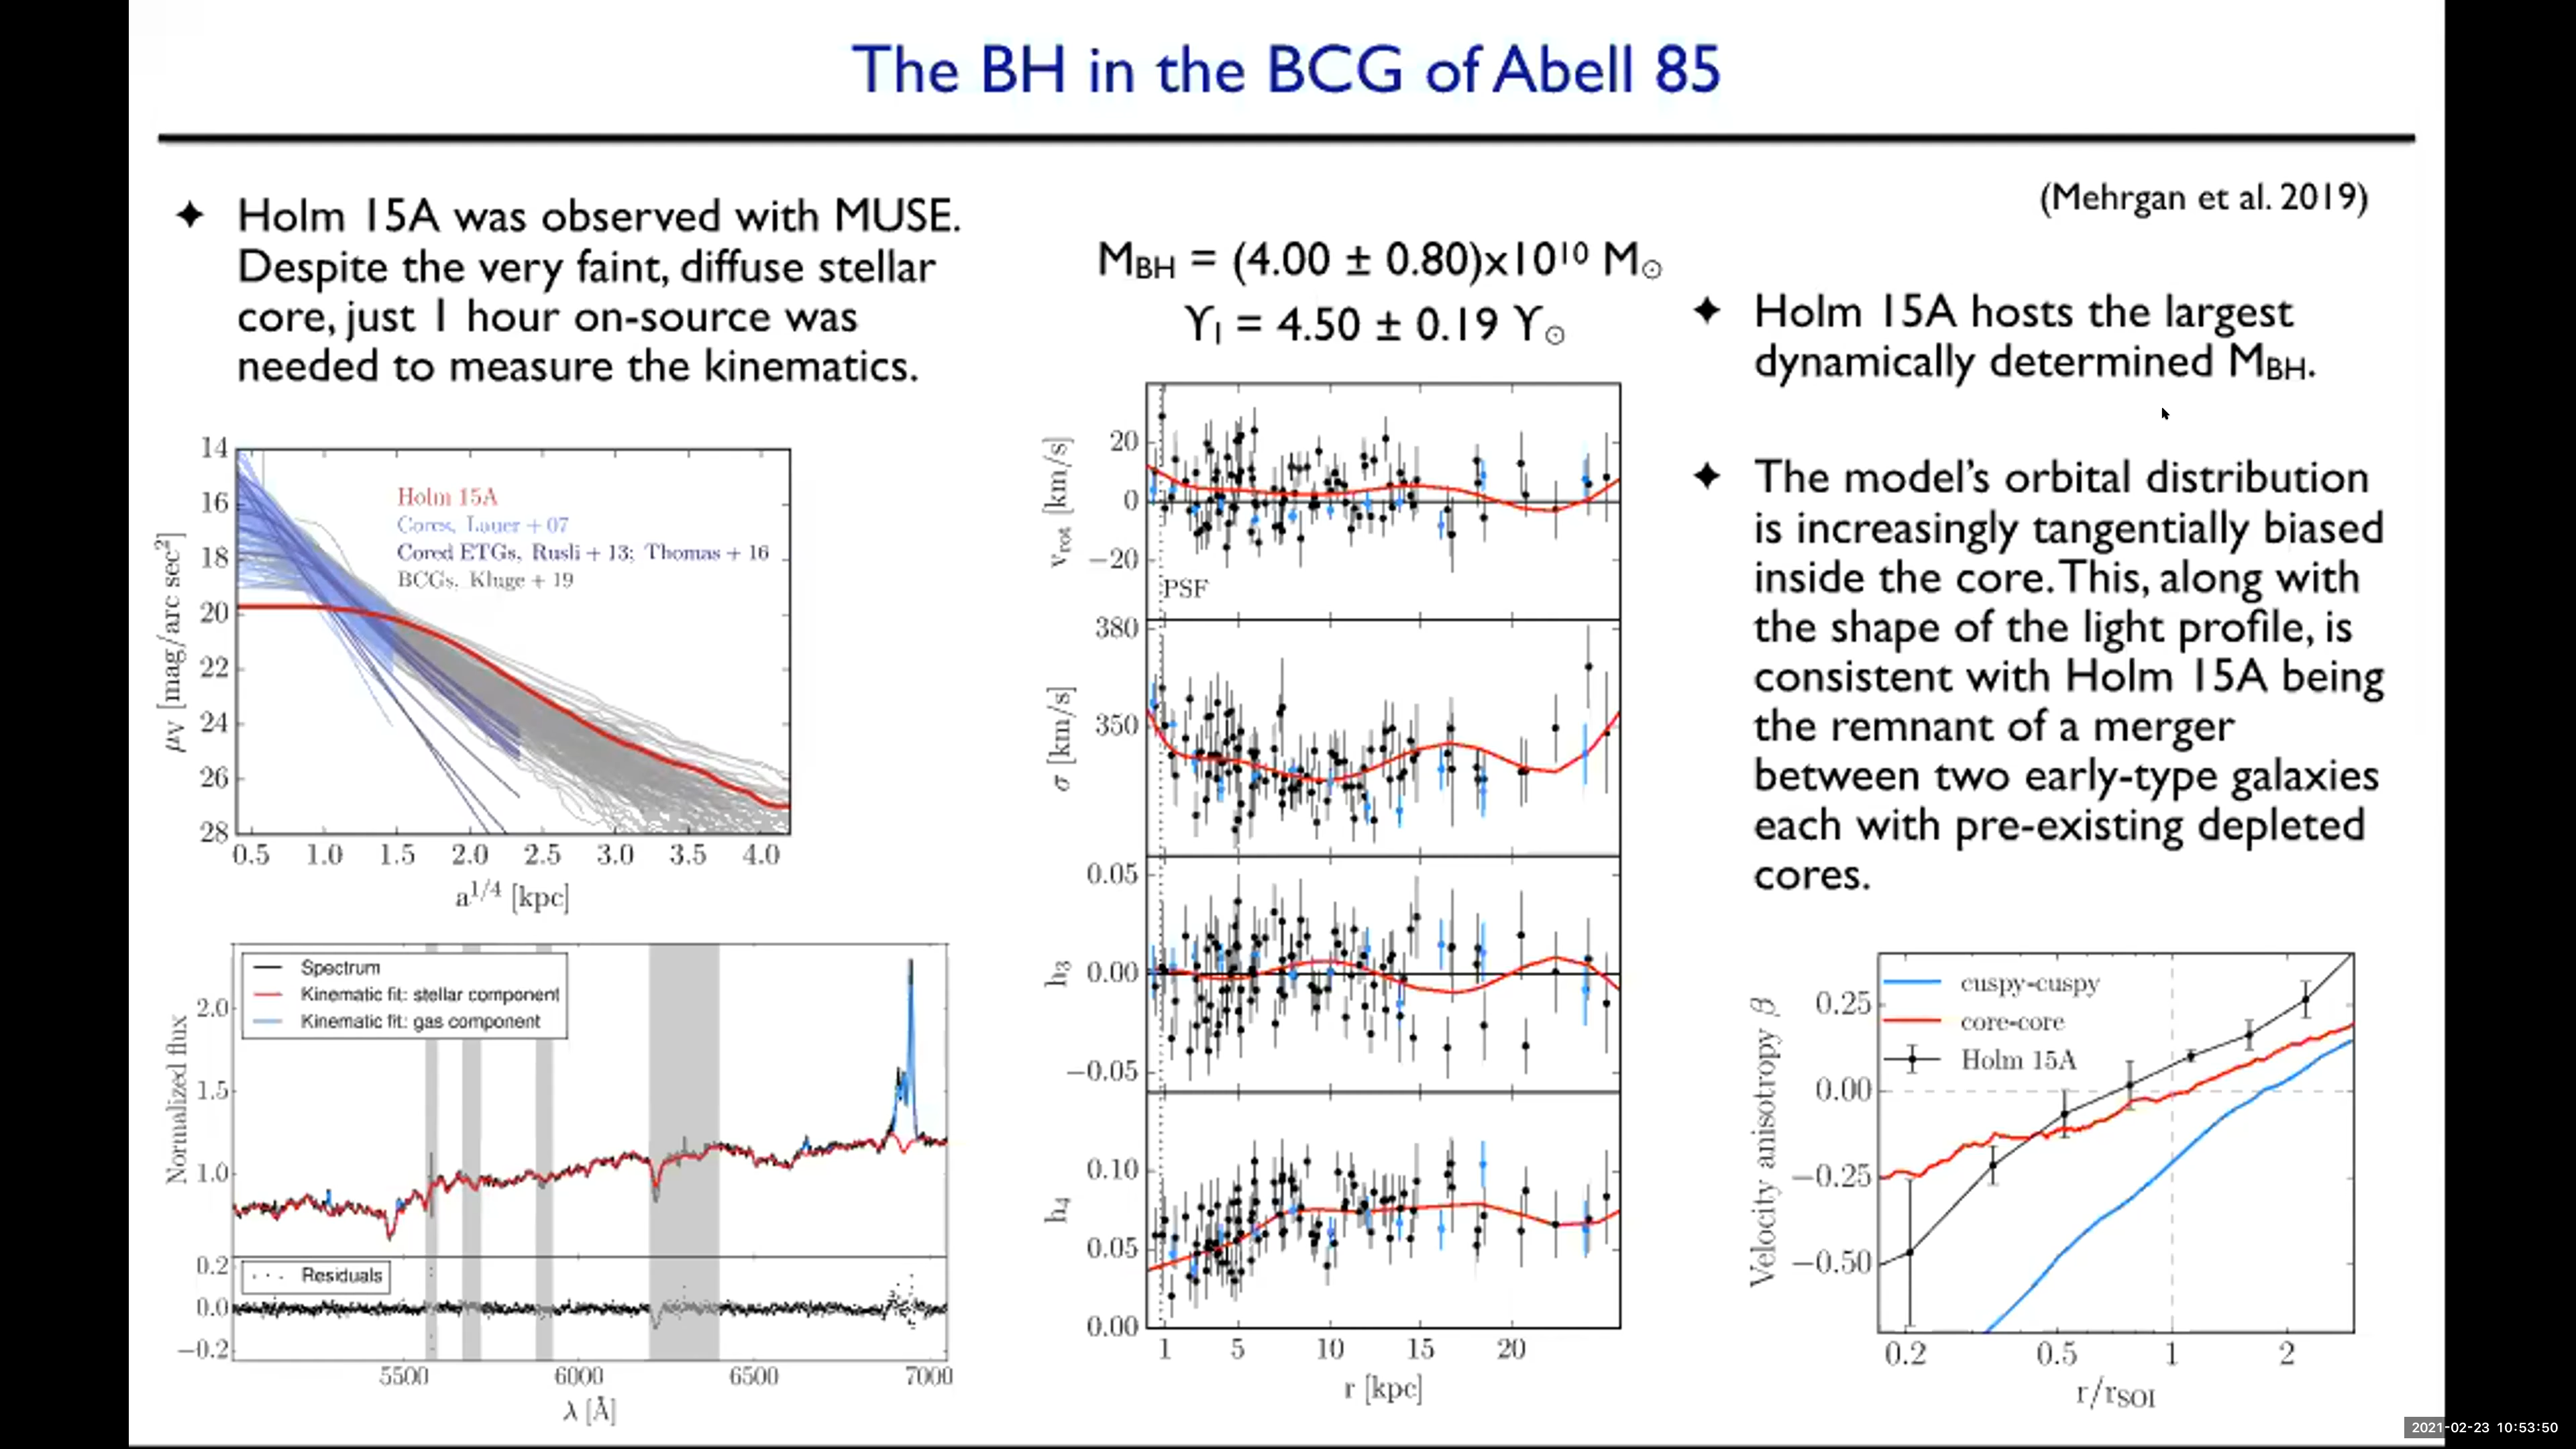 The BH in the BCG of Abell 85
(Mehrgan et al. 2019)
✦ Holm 15A was observed with MUSE.
Despite the very faint, diffuse stellar
core, just 1 hour on-source was
needed to measure the kinematics.
M_BH = (4.00 ± 0.80)x10¹⁰ M_⊙
ϒ_I = 4.50 ± 0.19 ϒ_⊙
✦ Holm 15A hosts the largest
dynamically determined M_BH.
✦ The model's orbital distribution
is increasingly tangentially biased
inside the core. This, along with
the shape of the light profile, is
consistent with Holm 15A being
the remnant of a merger
between two early-type galaxies
each with pre-existing depleted
cores.
14
16
18
20
22
24
26
28
μ_V [mag/arc sec²]
Holm 15A
Cores, Lauer + 07
Cored ETGs, Rusli + 13; Thomas + 16
BCGs, Kluge + 19
0.5 1.0 1.5 2.0 2.5 3.0 3.5 4.0
a^1/4 [kpc]
Spectrum
Kinematic fit: stellar component
Kinematic fit: gas component
Normalized flux
2.0
1.5
1.0
0.2
0.0
−0.2
Residuals
5500 6000 6500 7000
λ [Å]
v_rot [km/s]
20
0
−20
PSF
σ [km/s]
380
350
h₃
0.05
0.00
−0.05
h₄
0.10
0.05
0.00
1 5 10 15 20
r [kpc]
cuspy-cuspy
core-core
Holm 15A
Velocity anisotropy β
0.25
0.00
−0.25
−0.50
0.2 0.5 1 2
r/r_SOI
2021-02-23 10:53:50